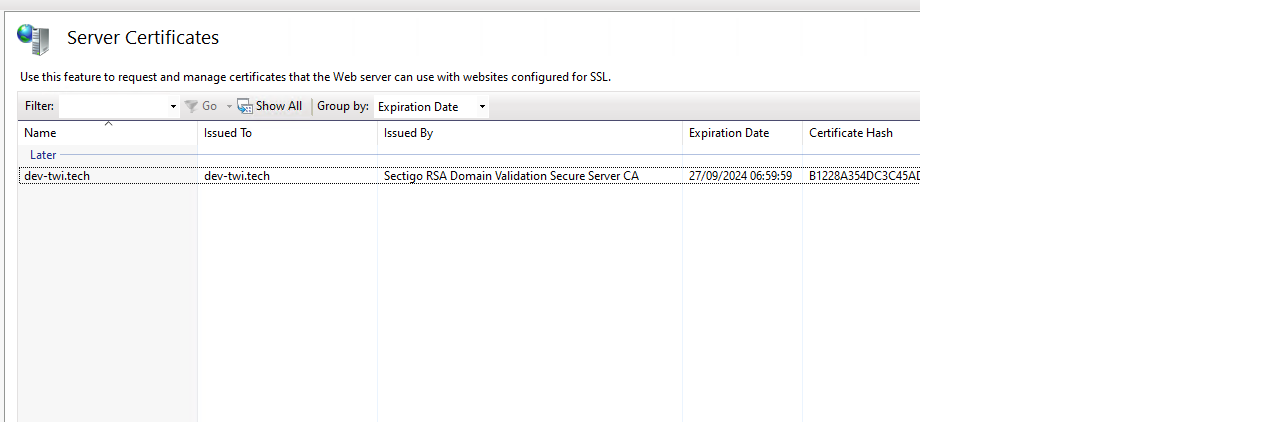 Server Certificates
Use this feature to request and manage certificates that the Web server can use with websites configured for SSL.
Filter: Go Show All Group by: Expiration Date
Name Issued To Issued By Expiration Date Certificate Hash
Later
dev-twi.tech dev-twi.tech Sectigo RSA Domain Validation Secure Server CA 27/09/2024 06:59:59 B1228A354DC3C45AD